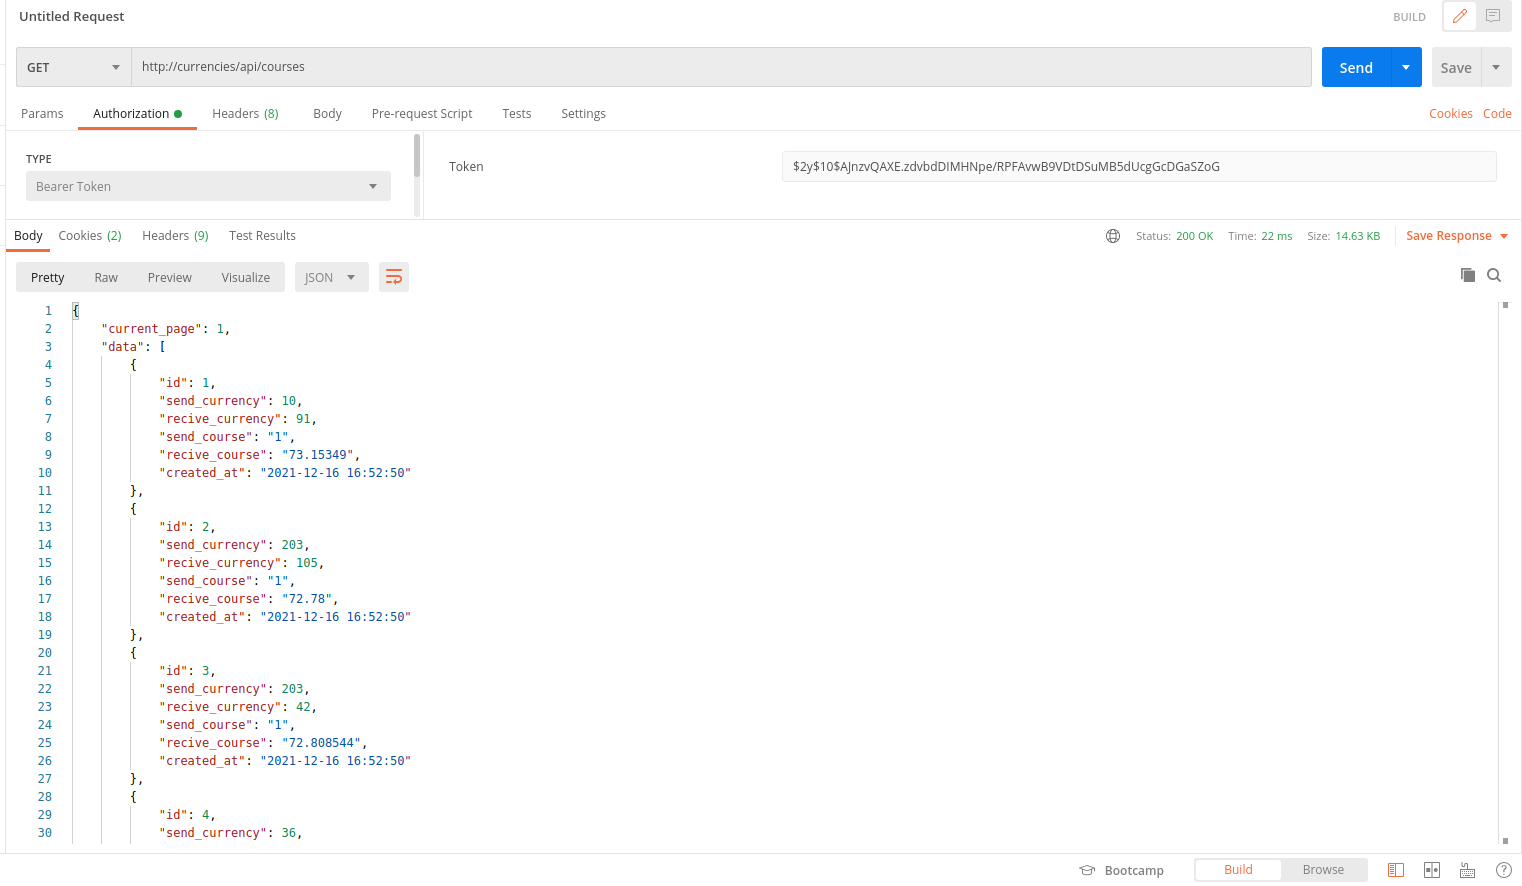 Untitled Request
BUILD
GET
http://currencies/api/courses
Send
Save
Params
Authorization
Headers (8)
Body
Pre-request Script
Tests
Settings
Cookies
Code
TYPE
Bearer Token
Token
$2y$10$AJnzvQAXE.zdvbdDIMHNpe/RPFAvwB9VDtDSuMB5dUcgGcDGaSZoG
Body
Cookies (2)
Headers (9)
Test Results
Status: 200 OK
Time: 22 ms
Size: 14.63 KB
Save Response
Pretty
Raw
Preview
Visualize
JSON
1 {
2 "current_page": 1,
3 "data": [
4 {
5 "id": 1,
6 "send_currency": 10,
7 "recive_currency": 91,
8 "send_course": "1",
9 "recive_course": "73.15349",
10 "created_at": "2021-12-16 16:52:50"
11 },
12 {
13 "id": 2,
14 "send_currency": 203,
15 "recive_currency": 105,
16 "send_course": "1",
17 "recive_course": "72.78",
18 "created_at": "2021-12-16 16:52:50"
19 },
20 {
21 "id": 3,
22 "send_currency": 203,
23 "recive_currency": 42,
24 "send_course": "1",
25 "recive_course": "72.808544",
26 "created_at": "2021-12-16 16:52:50"
27 },
28 {
29 "id": 4,
30 "send_currency": 36,
Bootcamp
Build
Browse